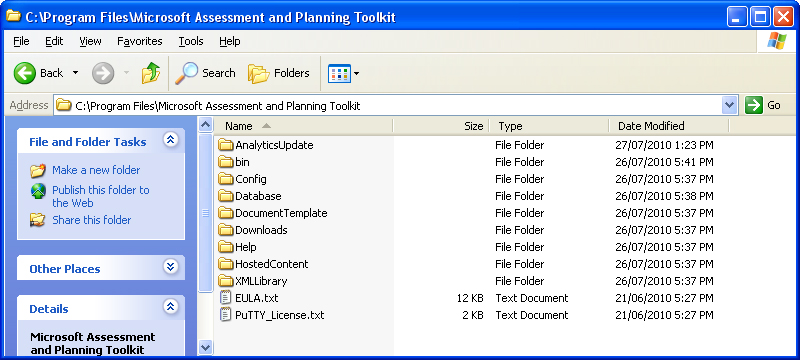 C:\Program Files\Microsoft Assessment and Planning Toolkit
File Edit View Favorites Tools Help
Back Search Folders
Address C:\Program Files\Microsoft Assessment and Planning Toolkit Go
File and Folder Tasks
Make a new folder
Publish this folder to
the Web
Share this folder
Other Places
Details
Microsoft Assessment
and Planning Toolkit
Name Size Type Date Modified
AnalyticsUpdate File Folder 27/07/2010 1:23 PM
bin File Folder 26/07/2010 5:41 PM
Config File Folder 26/07/2010 5:37 PM
Database File Folder 26/07/2010 5:38 PM
DocumentTemplate File Folder 26/07/2010 5:37 PM
Downloads File Folder 26/07/2010 5:37 PM
Help File Folder 26/07/2010 5:37 PM
HostedContent File Folder 26/07/2010 5:37 PM
XMLLibrary File Folder 26/07/2010 5:37 PM
EULA.txt 12 KB Text Document 21/06/2010 5:27 PM
PuTTY_License.txt 2 KB Text Document 21/06/2010 5:27 PM